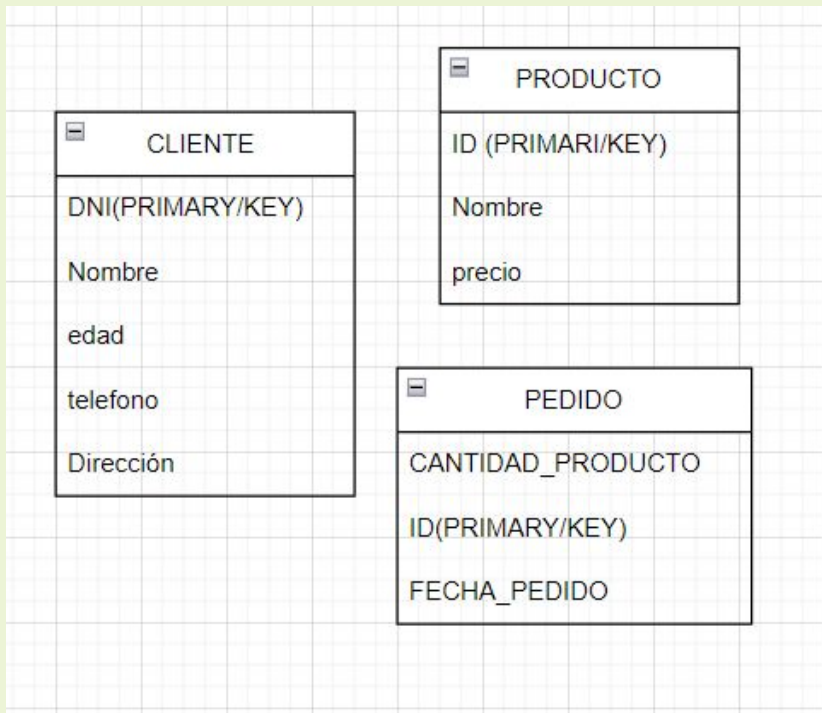 CLIENTE
DNI(PRIMARY/KEY)
Nombre
edad
telefono
Dirección
PRODUCTO
ID (PRIMARI/KEY)
Nombre
precio
PEDIDO
CANTIDAD_PRODUCTO
ID(PRIMARY/KEY)
FECHA_PEDIDO